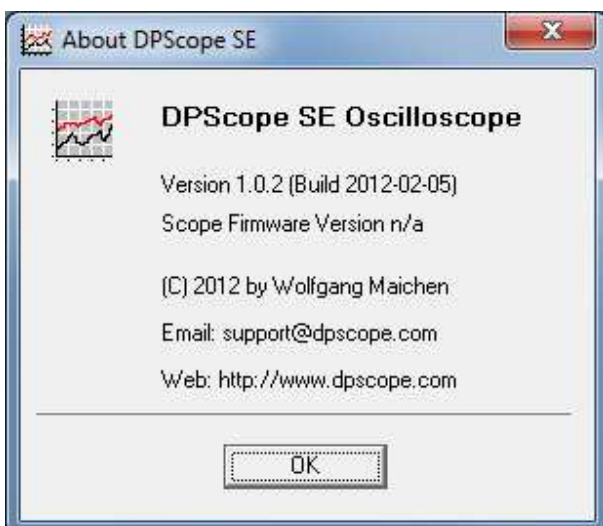 About DPScope SE
DPScope SE Oscilloscope
Version 1.0.2 (Build 2012-02-05)
Scope Firmware Version n/a
(C) 2012 by Wolfgang Maichen
Email: support@dpscope.com
Web: http://www.dpscope.com
OK